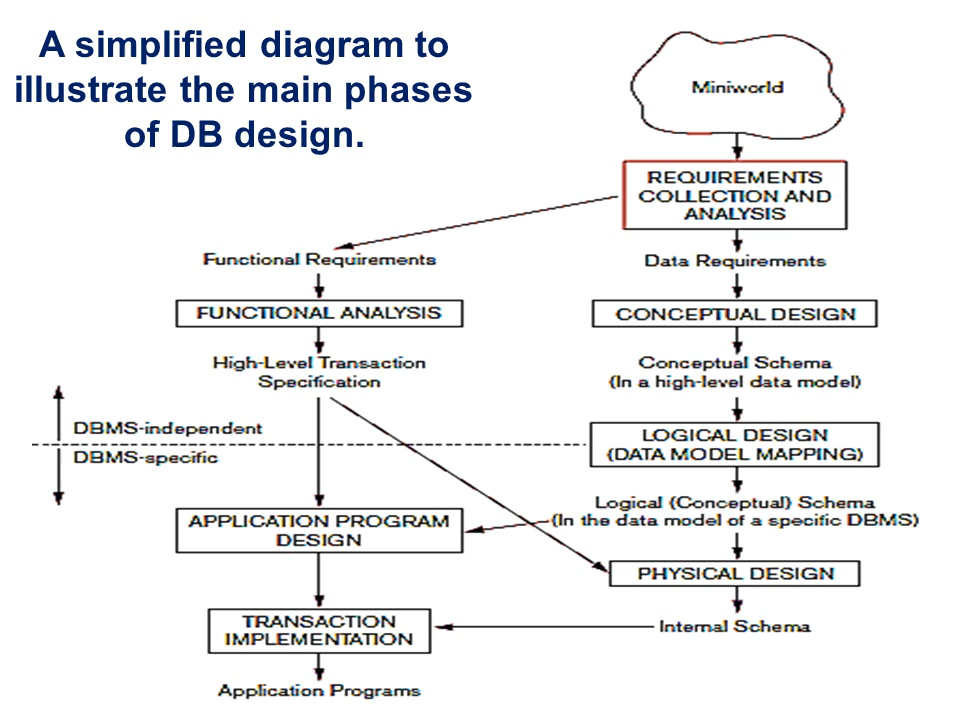 A simplified diagram to
illustrate the main phases
of DB design.
Miniworld
REQUIREMENTS
COLLECTION AND
ANALYSIS
Functional Requirements
Data Requirements
FUNCTIONAL ANALYSIS
CONCEPTUAL DESIGN
High-Level Transaction
Specification
Conceptual Schema
(In a high-level data model)
DBMS-independent
DBMS-specific
LOGICAL DESIGN
(DATA MODEL MAPPING)
Logical (Conceptual) Schema
(In the data model of a specific DBMS)
APPLICATION PROGRAM
DESIGN
PHYSICAL DESIGN
TRANSACTION
IMPLEMENTATION
Internal Schema
Application Programs